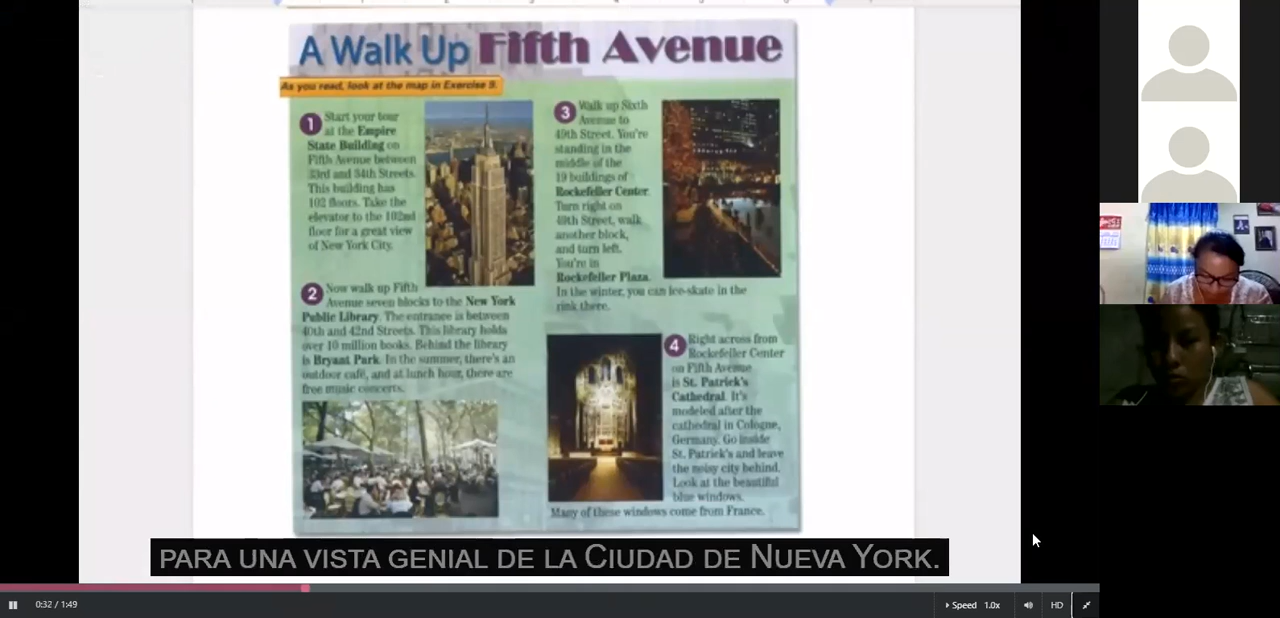 A Walk Up Fifth Avenue
As you read, look at the map in Exercise 9.
1 Start your tour
at the Empire
State Building on
Fifth Avenue between
33rd and 34th Streets.
This building has
102 floors. Take the
elevator to the 102nd
floor for a great view
of New York City.
2 Now walk up Fifth
Avenue seven blocks to the New York
Public Library. The entrance is between
40th and 42nd Streets. This library holds
over 10 million books. Behind the library
is Bryant Park. In the summer, there's an
outdoor café, and at lunch hour, there are
free music concerts.
3 Walk up Sixth
Avenue to
49th Street. You're
standing in the
middle of the
19 buildings of
Rockefeller Center.
Turn right on
49th Street, walk
another block,
and turn left.
You're in
Rockefeller Plaza.
In the winter, you can ice-skate in the
rink there.
4 Right across from
Rockefeller Center
on Fifth Avenue
is St. Patrick's
Cathedral. It's
modeled after the
cathedral in Cologne,
Germany. Go inside
St. Patrick's and leave
the noisy city behind.
Look at the beautiful
blue windows.
Many of these windows come from France.
PARA UNA VISTA GENIAL DE LA CIUDAD DE NUEVA YORK.
0:32 / 1:49
Speed 1.0x
HD